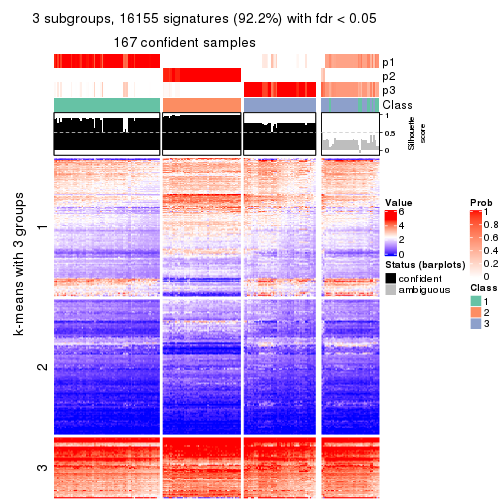 3 subgroups, 16155 signatures (92.2%) with fdr < 0.05
167 confident samples
p1
p2
p3
Class
1
0.5
0
Silhouette
score
k-means with 3 groups
1
2
3
Value
6
4
2
0
Status (barplots)
confident
ambiguous
Prob
1
0.8
0.6
0.4
0.2
0
Class
1
2
3